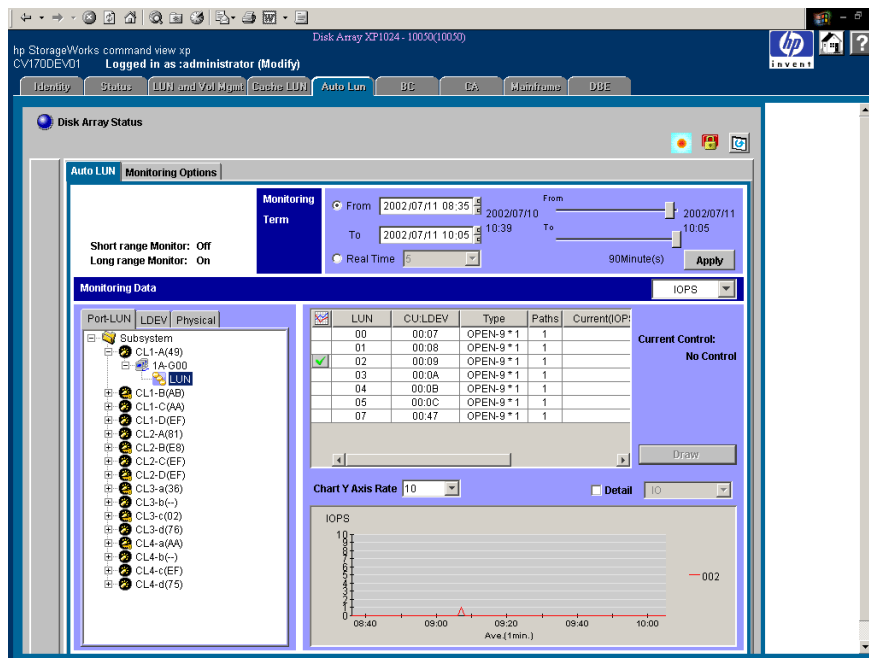 Disk Array XP1024 - 10050(10050)
hp StorageWorks command view xp
CV170DEV01 Logged in as :administrator (Modify)
hp
invent
?
Identity Status LUN and Vol Mgmt Cache LUN Auto Lun BC CA Mainframe DBE
Disk Array Status
Auto LUN Monitoring Options
Short range Monitor: Off
Long range Monitor: On
Monitoring
Term
From 2002/07/11 08:35
To 2002/07/11 10:05
Real Time 5
2002/07/10
10:39
From
To
2002/07/11
10:05
90Minute(s) Apply
Monitoring Data IOPS
Port-LUN LDEV Physical
Subsystem
CL1-A(49)
1A-G00
LUN
CL1-B(AB)
CL1-C(AA)
CL1-D(EF)
CL2-A(81)
CL2-B(E8)
CL2-C(EF)
CL2-D(EF)
CL3-a(36)
CL3-b(--)
CL3-c(02)
CL3-d(76)
CL4-a(AA)
CL4-b(--)
CL4-c(EF)
CL4-d(75)
LUN CU:LDEV Type Paths Current(IOP
00 00:07 OPEN-9 * 1 1
01 00:08 OPEN-9 * 1 1
02 00:09 OPEN-9 * 1 1
03 00:0A OPEN-9 * 1 1
04 00:0B OPEN-9 * 1 1
05 00:0C OPEN-9 * 1 1
07 00:47 OPEN-9 * 1 1
Current Control:
No Control
Draw
Chart Y Axis Rate 10
Detail IO
IOPS
10
9
8
7
6
5
4
3
2
1
0
08:40 09:00 09:20 09:40 10:00
Ave.(1min.)
002